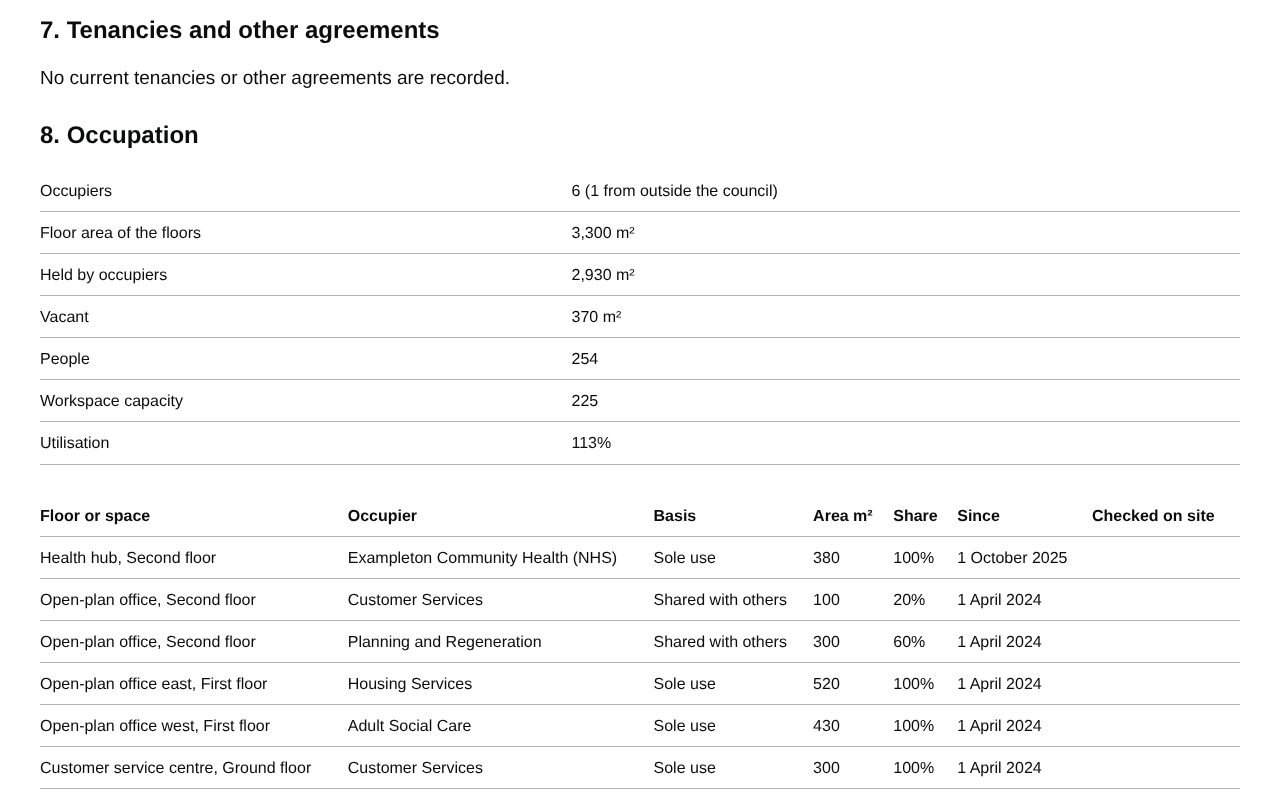 7. Tenancies and other agreements
No current tenancies or other agreements are recorded.
8. Occupation
Occupiers 6 (1 from outside the council)
Floor area of the floors 3,300 m²
Held by occupiers 2,930 m²
Vacant 370 m²
People 254
Workspace capacity 225
Utilisation 113%
Floor or space Occupier Basis Area m² Share Since Checked on site
Health hub, Second floor Exampleton Community Health (NHS) Sole use 380 100% 1 October 2025
Open-plan office, Second floor Customer Services Shared with others 100 20% 1 April 2024
Open-plan office, Second floor Planning and Regeneration Shared with others 300 60% 1 April 2024
Open-plan office east, First floor Housing Services Sole use 520 100% 1 April 2024
Open-plan office west, First floor Adult Social Care Sole use 430 100% 1 April 2024
Customer service centre, Ground floor Customer Services Sole use 300 100% 1 April 2024